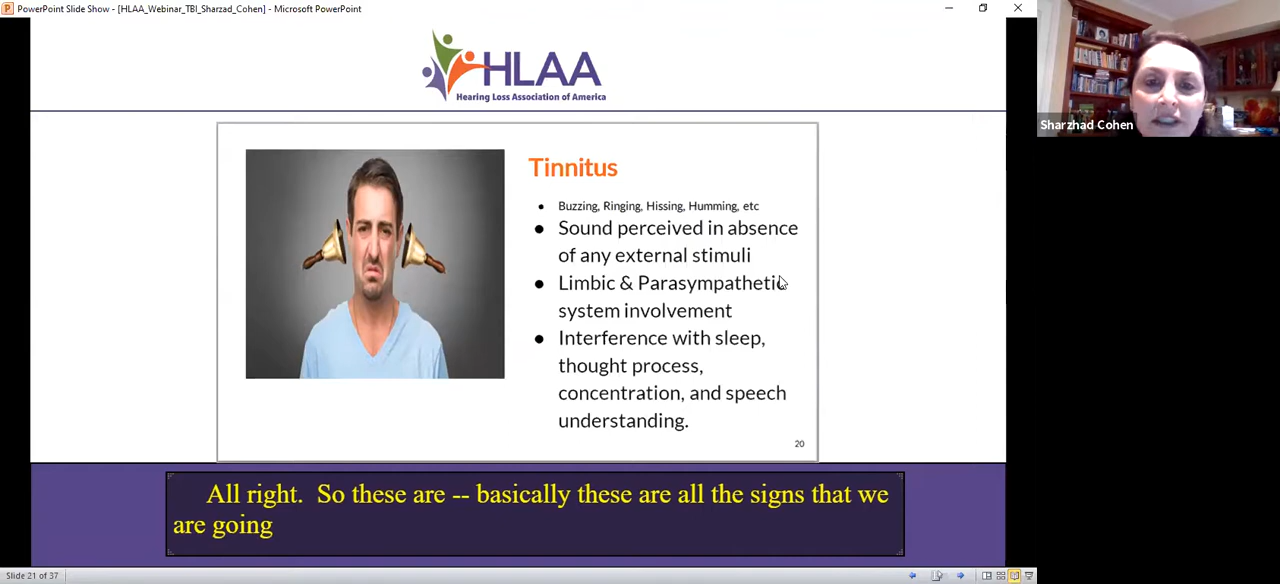 PowerPoint Slide Show - [HLAA_Webinar_TBI_Sharzad_Cohen] - Microsoft PowerPoint
HLAA
Hearing Loss Association of America
Sharzhad Cohen
Tinnitus
Buzzing, Ringing, Hissing, Humming, etc
Sound perceived in absence
of any external stimuli
Limbic & Parasympathetic
system involvement
Interference with sleep,
thought process,
concentration, and speech
understanding.
20
All right. So these are -- basically these are all the signs that we
are going
Slide 21 of 37